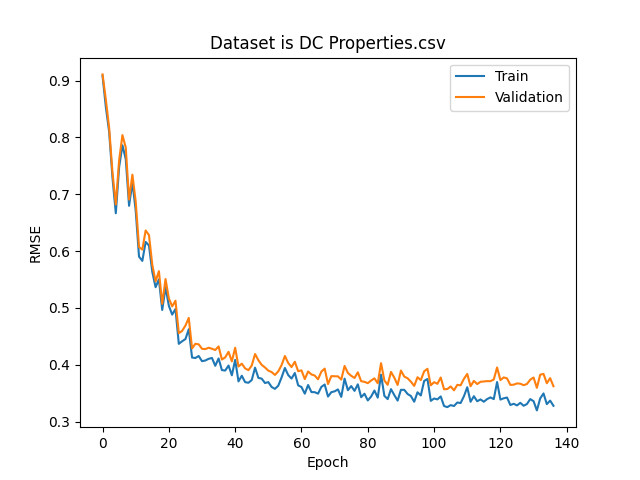 Dataset is DC Properties.csv
Train
Validation
RMSE
0.9
0.8
0.7
0.6
0.5
0.4
0.3
0 20 40 60 80 100 120 140
Epoch